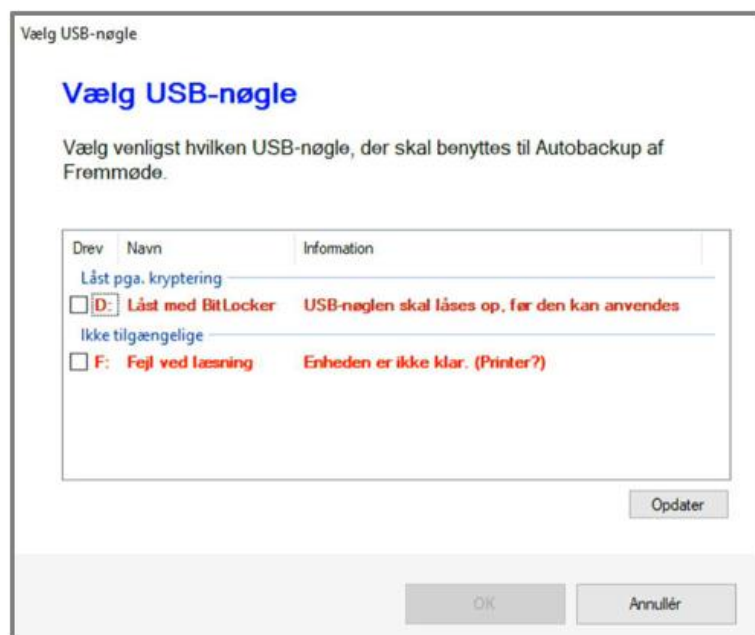 Vælg USB-nøgle
Vælg USB-nøgle
Vælg venligst hvilken USB-nøgle, der skal benyttes til Autobackup af
Fremmøde.
Drev Navn Information
Låst pga. kryptering
D: Låst med BitLocker USB-nøglen skal låses op, før den kan anvendes
Ikke tilgængelige
F: Fejl ved læsning Enheden er ikke klar. (Printer?)
Opdater
OK Annullér